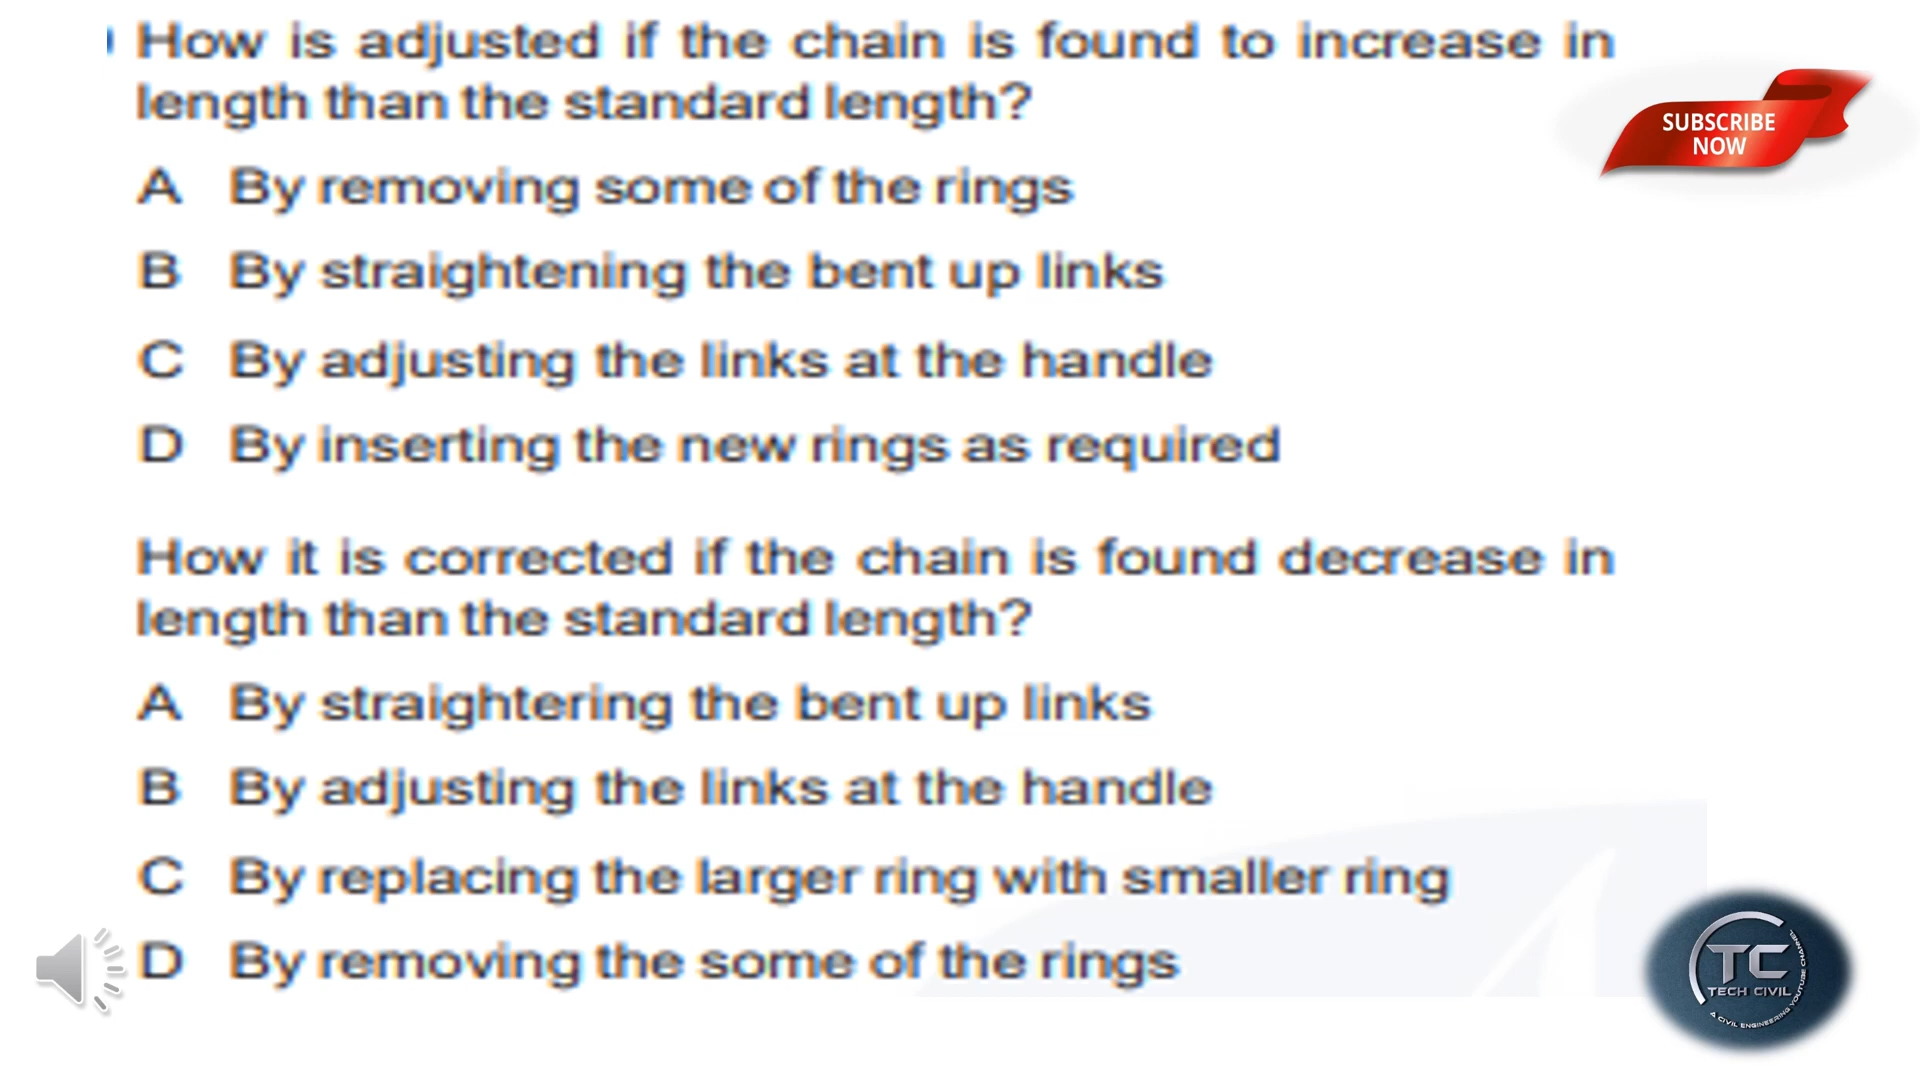 How is adjusted if the chain is found to increase in
length than the standard length?
SUBSCRIBE
NOW
A By removing some of the rings
B By straightening the bent up links
C By adjusting the links at the handle
D By inserting the new rings as required
How it is corrected if the chain is found decrease in
length than the standard length?
A By straightering the bent up links
B By adjusting the links at the handle
C By replacing the larger ring with smaller ring
D By removing the some of the rings
TC
TECH CIVIL
A CIVIL ENGINEERING YOUTUBE CHANNEL